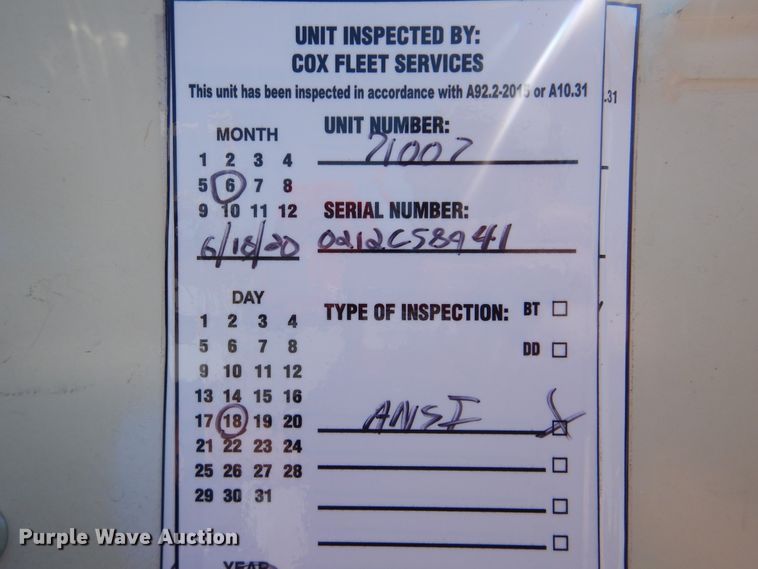 UNIT INSPECTED BY:
COX FLEET SERVICES
This unit has been inspected in accordance with A92.2-2015 or A10.31
.31
MONTH
1 2 3 4
5 6 7 8
9 10 11 12
6/18/20
UNIT NUMBER:
71007
SERIAL NUMBER:
0212C58941
DAY
1 2 3 4
5 6 7 8
9 10 11 12
13 14 15 16
17 18 19 20
21 22 23 24
25 26 27 28
29 30 31
YEAR
TYPE OF INSPECTION: BT
DD
ANSI X
Purple Wave Auction